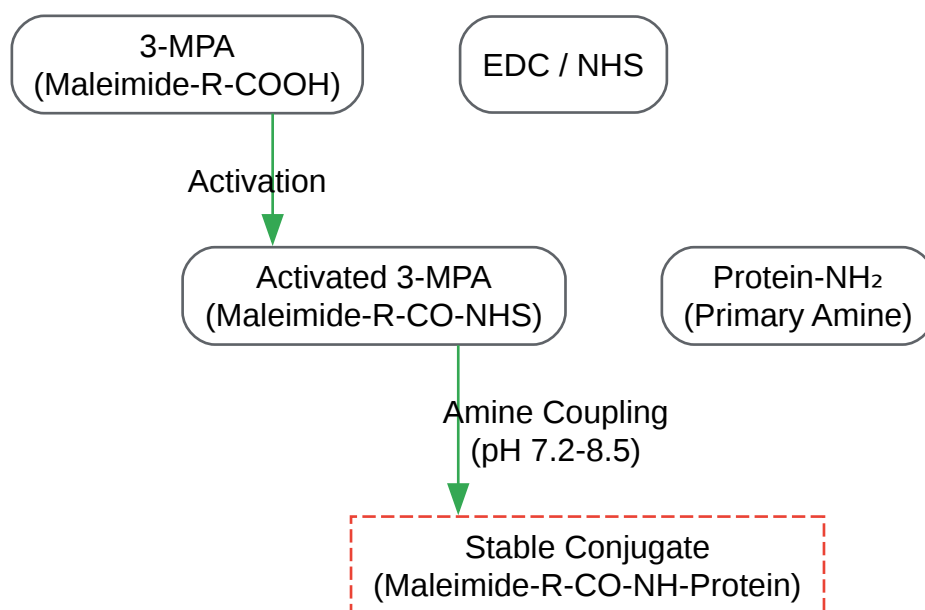 3-MPA
(Maleimide-R-COOH)
EDC / NHS
Activation
Activated 3-MPA
(Maleimide-R-CO-NHS)
Protein-NH₂
(Primary Amine)
Amine Coupling
(pH 7.2-8.5)
Stable Conjugate
(Maleimide-R-CO-NH-Protein)